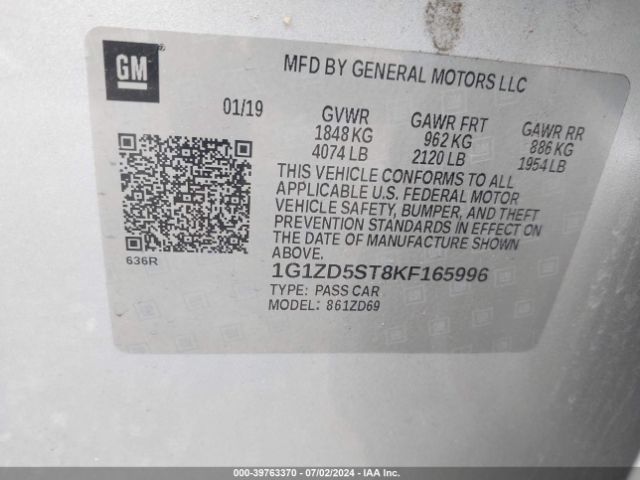 GM
MFD BY GENERAL MOTORS LLC
01/19 GVWR GAWR FRT GAWR RR
1848 KG 962 KG 886 KG
4074 LB 2120 LB 1954 LB
THIS VEHICLE CONFORMS TO ALL
APPLICABLE U.S. FEDERAL MOTOR
VEHICLE SAFETY, BUMPER, AND THEFT
PREVENTION STANDARDS IN EFFECT ON
THE DATE OF MANUFACTURE SHOWN
ABOVE.
636R
1G1ZD5ST8KF165996
TYPE: PASS CAR
MODEL: 861ZD69
000-39763370 - 07/02/2024 - IAA Inc.